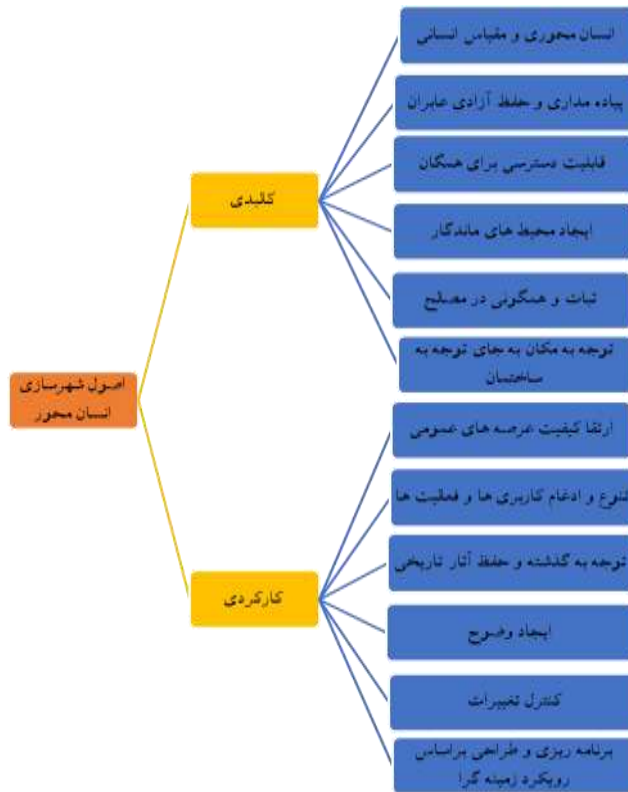 اصول شهرسازی
انسان محور
کالبدی
انسان محوری و مقیاس انسانی
پیاده مداری و حفظ آزادی عابران
قابلیت دسترسی برای همگان
ایجاد محیط های ماندگار
ثبات و همگونی در مصالح
توجه به مکان به جای توجه به
ساختمان
کارکردی
ارتقا کیفیت عرصه های عمومی
تنوع و ادغام کاربری ها و فعالیت ها
توجه به گذشته و حفظ آثار تاریخی
ایجاد وضوح
کنترل تغییرات
برنامه ریزی و طراحی براساس
رویکرد زمینه گرا